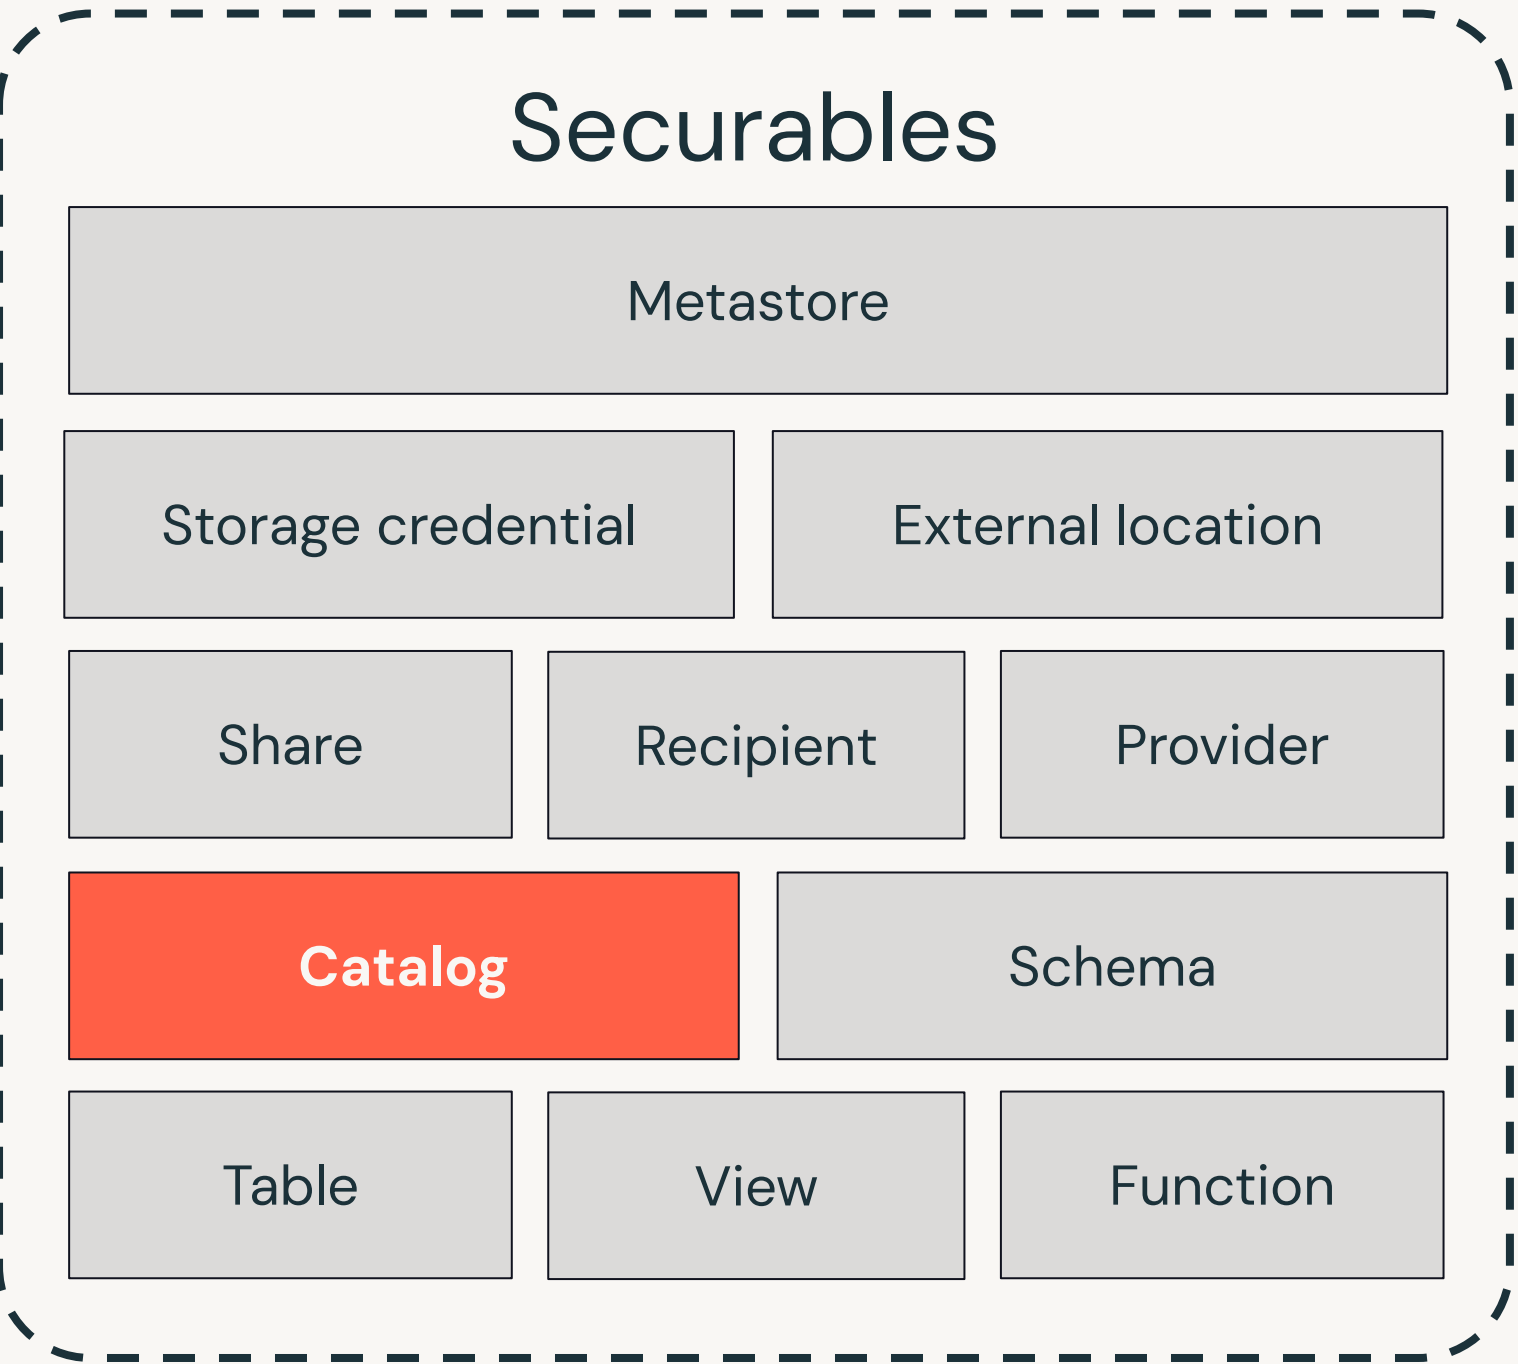 Securables
Metastore
Storage credential
External location
Share
Recipient
Provider
Catalog
Schema
Table
View
Function